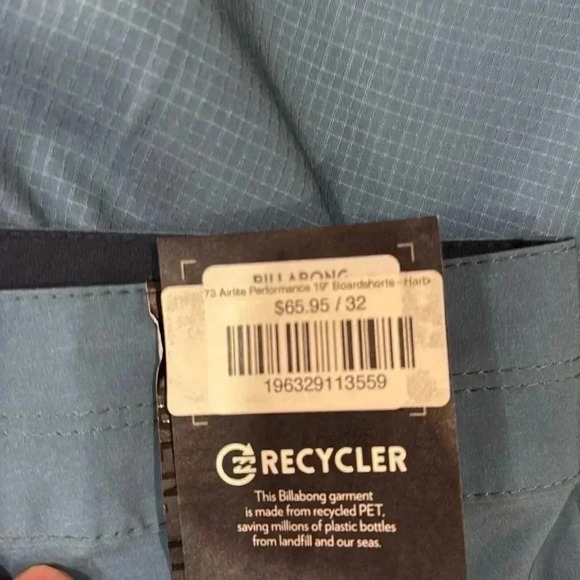 BILLABONG
73 Airlite Performance 19" Boardshorts - Harb
$65.95 / 32
196329113559
RECYCLER
This Billabong garment
is made from recycled PET,
saving millions of plastic bottles
from landfill and our seas.